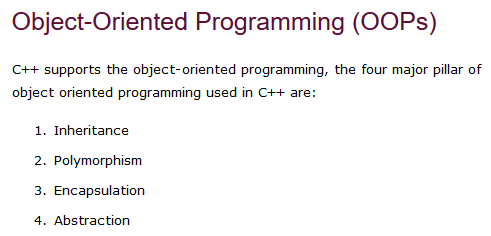 Object-Oriented Programming (OOPs)
C++ supports the object-oriented programming, the four major pillar of
object oriented programming used in C++ are:
1. Inheritance
2. Polymorphism
3. Encapsulation
4. Abstraction